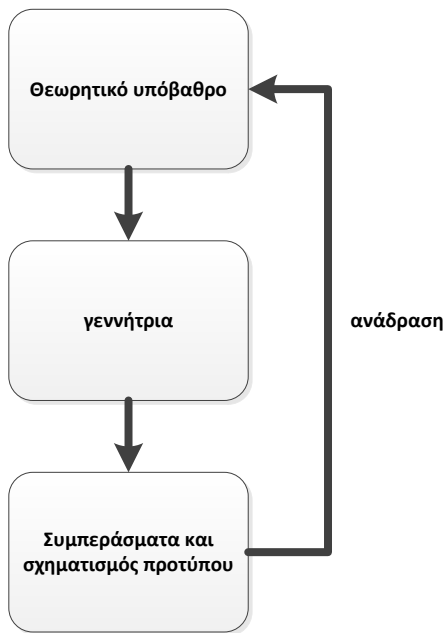 Θεωρητικό υπόβαθρο
γεννήτρια
ανάδραση
Συμπεράσματα και
σχηματισμός προτύπου